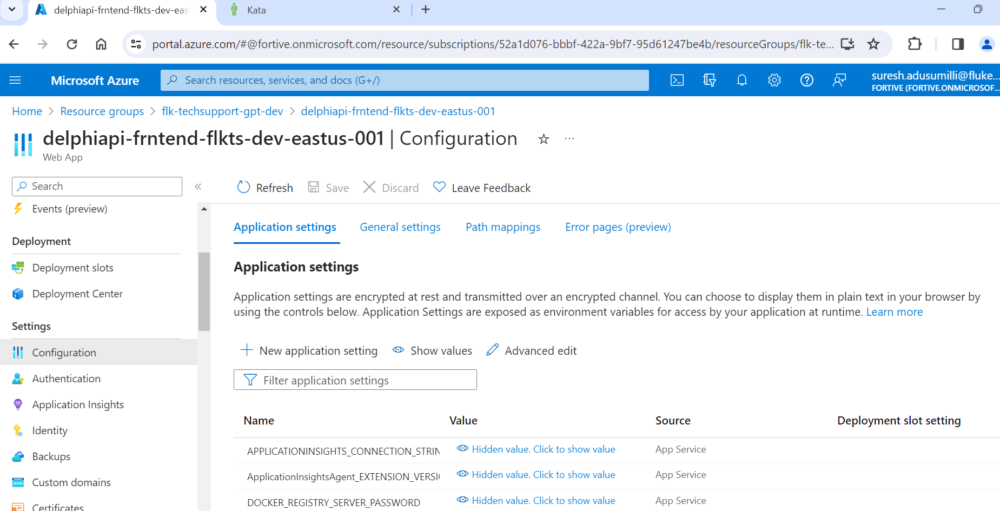 delphiapi-frntend-flkts-dev-eas
Kata
portal.azure.com/#@fortive.onmicrosoft.com/resource/subscriptions/52a1d076-bbbf-422a-9bf7-95d61247be4b/resourceGroups/flk-te...
Microsoft Azure
Search resources, services, and docs (G+/)
suresh.adusumilli@fluke...
FORTIVE (FORTIVE.ONMICROSOF...
Home > Resource groups > flk-techsupport-gpt-dev > delphiapi-frntend-flkts-dev-eastus-001
delphiapi-frntend-flkts-dev-eastus-001 | Configuration
Web App
Search
Refresh Save Discard Leave Feedback
Events (preview)
Deployment
Deployment slots
Deployment Center
Settings
Configuration
Authentication
Application Insights
Identity
Backups
Custom domains
Certificates
Application settings General settings Path mappings Error pages (preview)
Application settings
Application settings are encrypted at rest and transmitted over an encrypted channel. You can choose to display them in plain text in your browser by
using the controls below. Application Settings are exposed as environment variables for access by your application at runtime. Learn more
New application setting Show values Advanced edit
Filter application settings
Name Value Source Deployment slot setting
APPLICATIONINSIGHTS_CONNECTION_STRIN Hidden value. Click to show value App Service
ApplicationInsightsAgent_EXTENSION_VERSI Hidden value. Click to show value App Service
DOCKER_REGISTRY_SERVER_PASSWORD Hidden value. Click to show value App Service